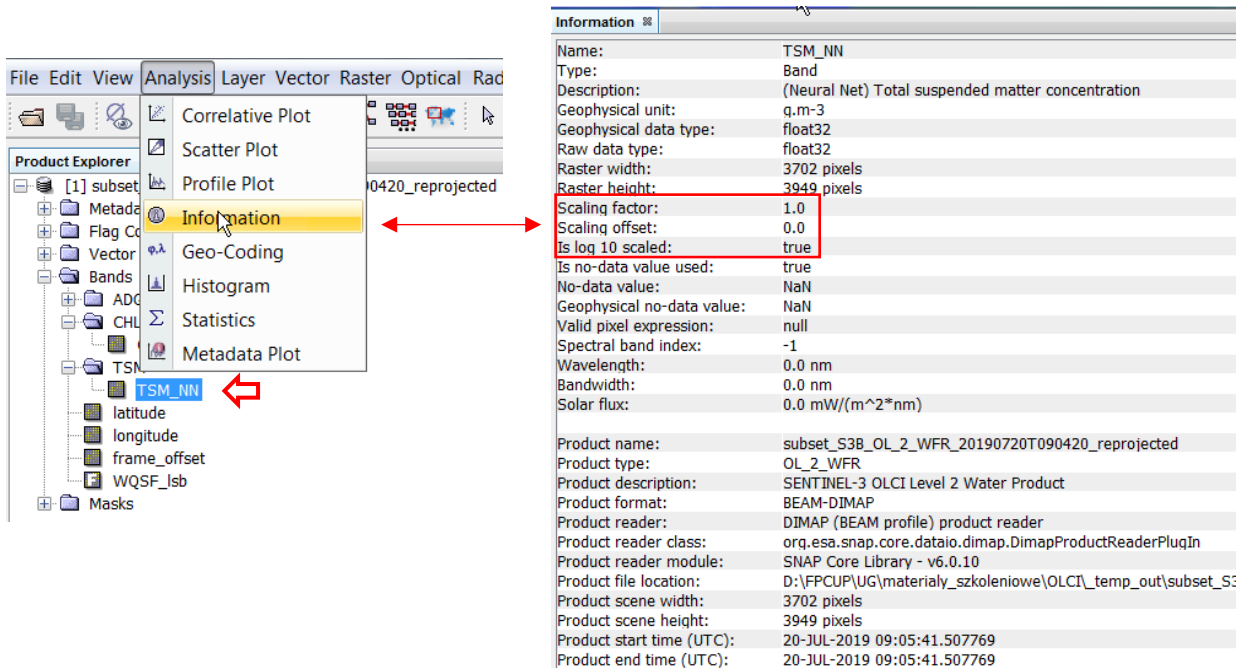 File Edit View Analysis Layer Vector Raster Optical Rad
Correlative Plot
Scatter Plot
Profile Plot
Information
Geo-Coding
Histogram
Statistics
Metadata Plot
Product Explorer
[1] subset 0420_reprojected
Metada
Flag Co
Vector
Bands
ADG
CHL
TSM
TSM_NN
latitude
longitude
frame_offset
WQSF_lsb
Masks
Information
Name: TSM_NN
Type: Band
Description: (Neural Net) Total suspended matter concentration
Geophysical unit: g.m-3
Geophysical data type: float32
Raw data type: float32
Raster width: 3702 pixels
Raster height: 3949 pixels
Scaling factor: 1.0
Scaling offset: 0.0
Is log 10 scaled: true
Is no-data value used: true
No-data value: NaN
Geophysical no-data value: NaN
Valid pixel expression: null
Spectral band index: -1
Wavelength: 0.0 nm
Bandwidth: 0.0 nm
Solar flux: 0.0 mW/(m^2*nm)
Product name: subset_S3B_OL_2_WFR_20190720T090420_reprojected
Product type: OL_2_WFR
Product description: SENTINEL-3 OLCI Level 2 Water Product
Product format: BEAM-DIMAP
Product reader: DIMAP (BEAM profile) product reader
Product reader class: org.esa.snap.core.dataio.dimap.DimapProductReaderPlugIn
Product reader module: SNAP Core Library - v6.0.10
Product file location: D:\FPCUP\UG\materialy_szkoleniowe\OLCI\_temp_out\subset_S3
Product scene width: 3702 pixels
Product scene height: 3949 pixels
Product start time (UTC): 20-JUL-2019 09:05:41.507769
Product end time (UTC): 20-JUL-2019 09:05:41.507769